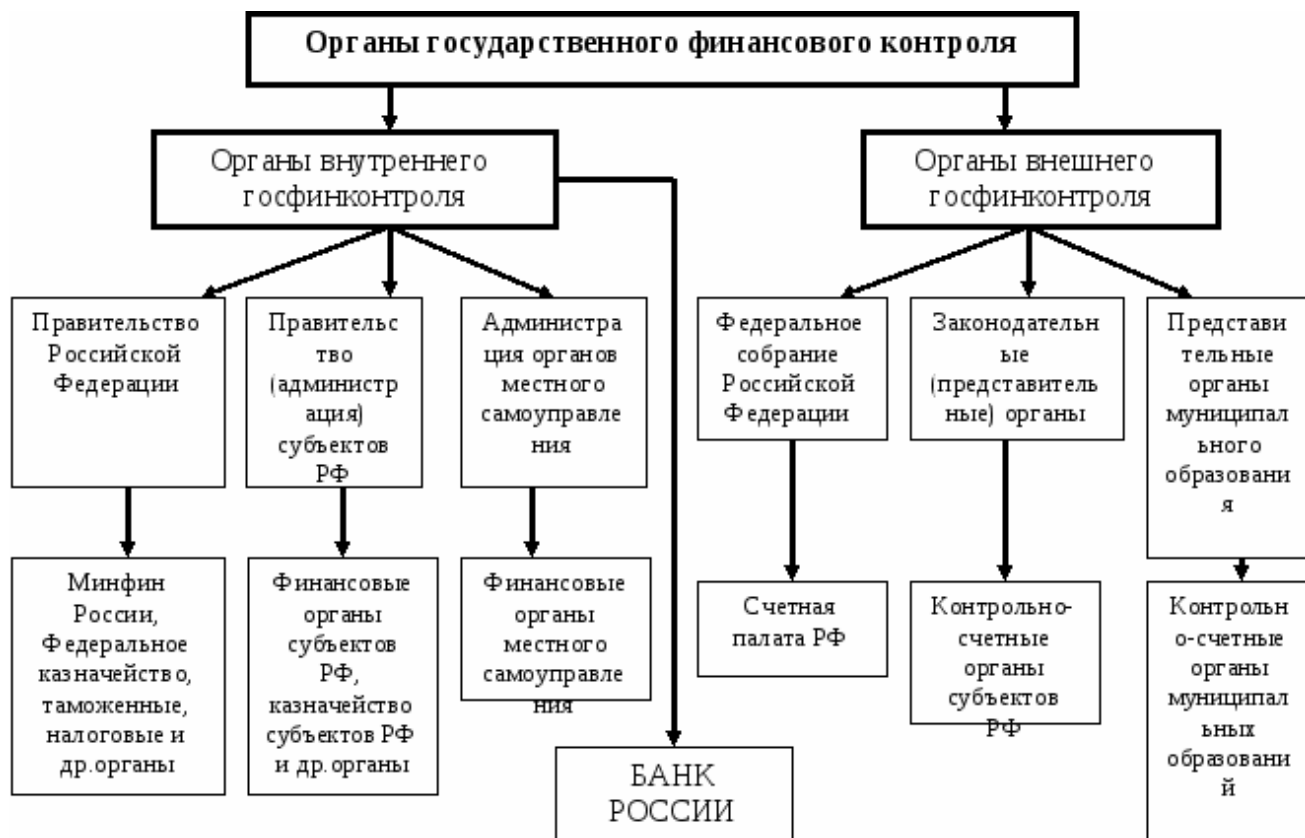 Органы государственного финансового контроля
Органы внутреннего
госфинконтроля
Органы внешнего
госфинконтроля
Правительство
Российской
Федерации
Правительс
тво
(администр
ация)
субъектов
РФ
Администра
ция органов
местного
самоуправле
ния
Федеральное
собрание
Российской
Федерации
Законодательн
ые
(представитель
ные) органы
Представи
тельные
органы
муниципал
ьного
образовани
я
Минфин
России,
Федеральное
казначейство,
таможенные,
налоговые и
др.органы
Финансовые
органы
субъектов
РФ,
казначейство
субъектов РФ
и др.органы
Финансовые
органы
местного
самоуправле
ния
БАНК
РОССИИ
Счетная
палата РФ
Контрольно-
счетные
органы
субъектов
РФ
Контрольн
о-счетные
органы
муниципал
ьных
образовани
й